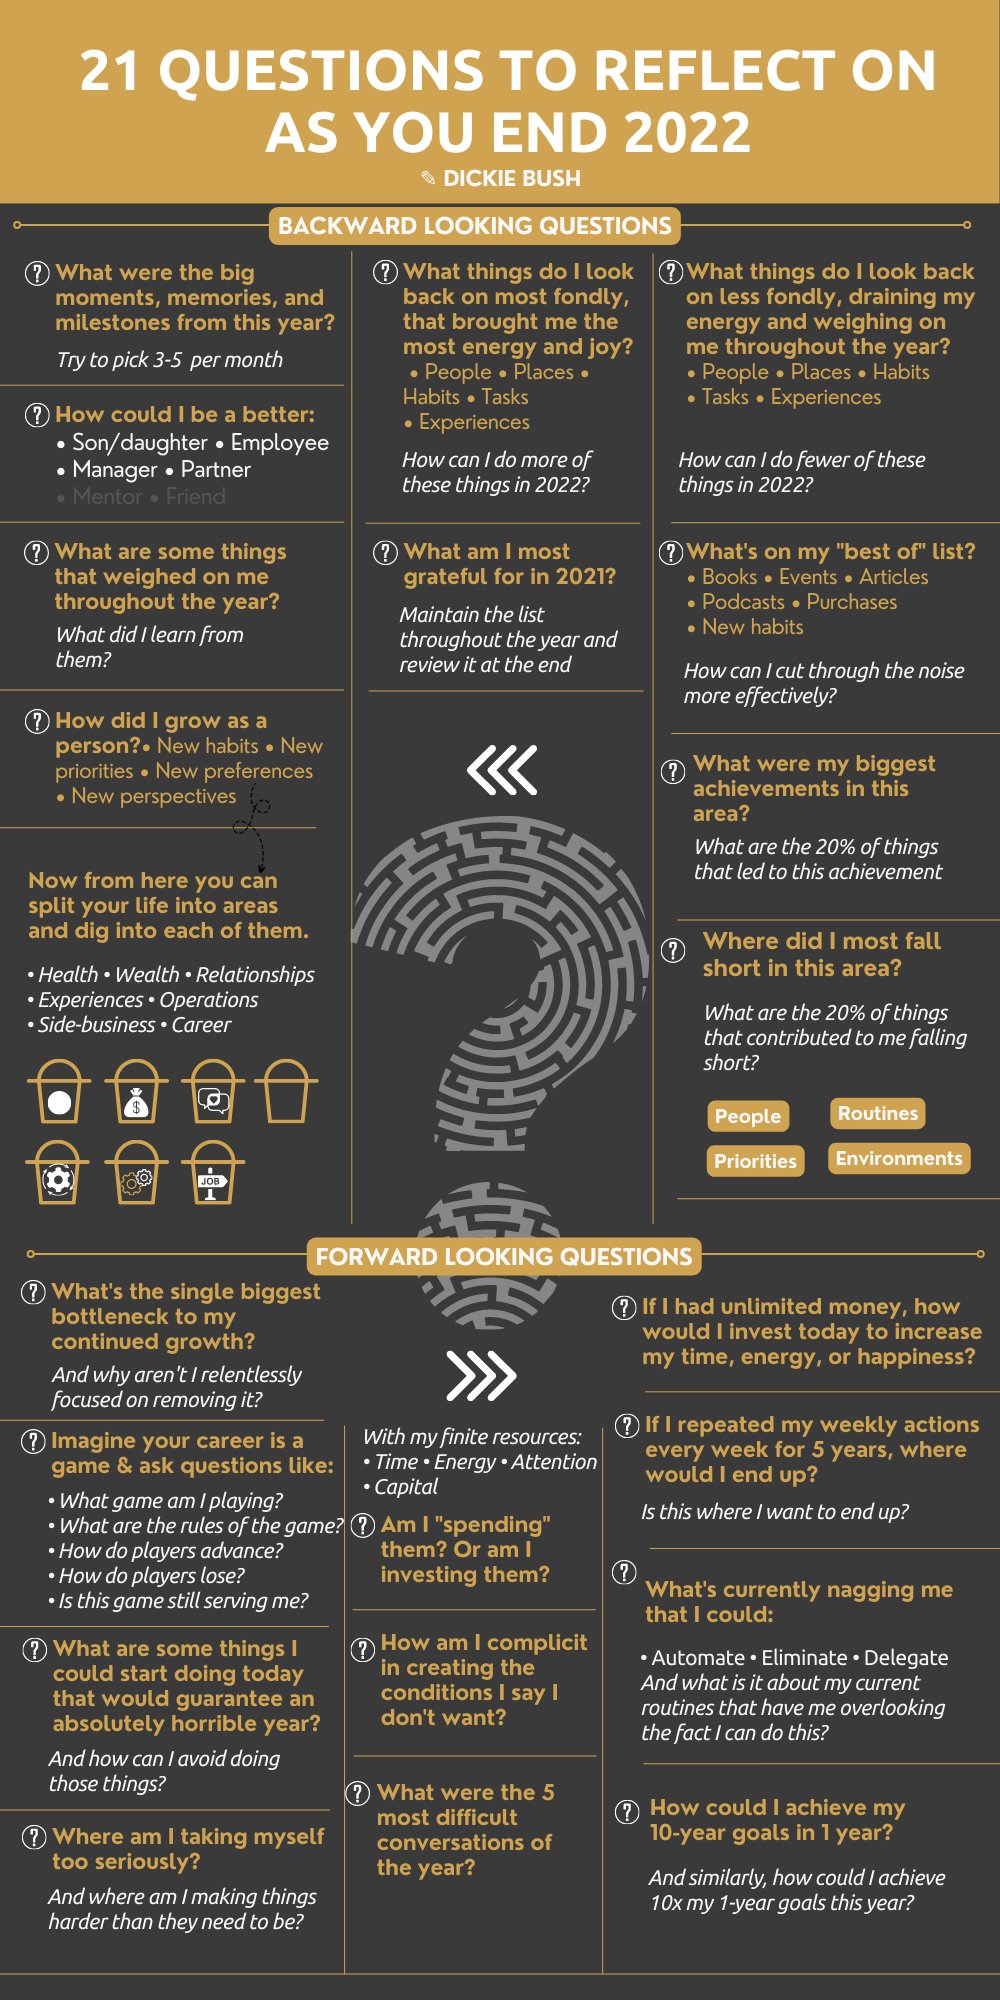 21 QUESTIONS TO REFLECT ON
AS YOU END 2022
✎ DICKIE BUSH
BACKWARD LOOKING QUESTIONS
? What were the big
moments, memories, and
milestones from this year?
Try to pick 3-5 per month
? How could I be a better:
• Son/daughter • Employee
• Manager • Partner
• Mentor • Friend
? What are some things
that weighed on me
throughout the year?
What did I learn from
them?
? How did I grow as a
person?• New habits • New
priorities • New preferences
• New perspectives
Now from here you can
split your life into areas
and dig into each of them.
• Health • Wealth • Relationships
• Experiences • Operations
• Side-business • Career
$
JOB
? What things do I look
back on most fondly,
that brought me the
most energy and joy?
• People • Places •
Habits • Tasks
• Experiences
How can I do more of
these things in 2022?
? What am I most
grateful for in 2021?
Maintain the list
throughout the year and
review it at the end
? What things do I look back
on less fondly, draining my
energy and weighing on
me throughout the year?
• People • Places • Habits
• Tasks • Experiences
How can I do fewer of these
things in 2022?
? What's on my "best of" list?
• Books • Events • Articles
• Podcasts • Purchases
• New habits
How can I cut through the noise
more effectively?
? What were my biggest
achievements in this
area?
What are the 20% of things
that led to this achievement
? Where did I most fall
short in this area?
What are the 20% of things
that contributed to me falling
short?
People
Routines
Priorities
Environments
FORWARD LOOKING QUESTIONS
? What's the single biggest
bottleneck to my
continued growth?
And why aren't I relentlessly
focused on removing it?
? Imagine your career is a
game & ask questions like:
• What game am I playing?
• What are the rules of the game?
• How do players advance?
• How do players lose?
• Is this game still serving me?
? What are some things I
could start doing today
that would guarantee an
absolutely horrible year?
And how can I avoid doing
those things?
? Where am I taking myself
too seriously?
And where am I making things
harder than they need to be?
With my finite resources:
• Time • Energy • Attention
• Capital
? Am I "spending"
them? Or am I
investing them?
? How am I complicit
in creating the
conditions I say I
don't want?
? What were the 5
most difficult
conversations of
the year?
? If I had unlimited money, how
would I invest today to increase
my time, energy, or happiness?
? If I repeated my weekly actions
every week for 5 years, where
would I end up?
Is this where I want to end up?
? What's currently nagging me
that I could:
• Automate • Eliminate • Delegate
And what is it about my current
routines that have me overlooking
the fact I can do this?
? How could I achieve my
10-year goals in 1 year?
And similarly, how could I achieve
10x my 1-year goals this year?